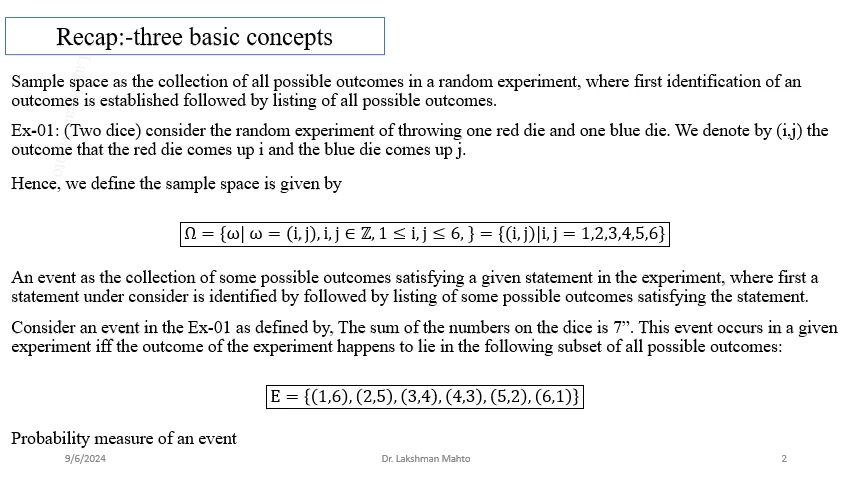 Recap:-three basic concepts
Sample space as the collection of all possible outcomes in a random experiment, where first identification of an
outcomes is established followed by listing of all possible outcomes.
Ex-01: (Two dice) consider the random experiment of throwing one red die and one blue die. We denote by (i,j) the
outcome that the red die comes up i and the blue die comes up j.
Hence, we define the sample space is given by
Ω = {ω| ω = (i, j), i, j ∈ ℤ, 1 ≤ i, j ≤ 6, } = {(i, j)|i, j = 1,2,3,4,5,6}
An event as the collection of some possible outcomes satisfying a given statement in the experiment, where first a
statement under consider is identified by followed by listing of some possible outcomes satisfying the statement.
Consider an event in the Ex-01 as defined by, The sum of the numbers on the dice is 7”. This event occurs in a given
experiment iff the outcome of the experiment happens to lie in the following subset of all possible outcomes:
E = {(1,6), (2,5), (3,4), (4,3), (5,2), (6,1)}
Probability measure of an event
9/6/2024
Dr. Lakshman Mahto
2